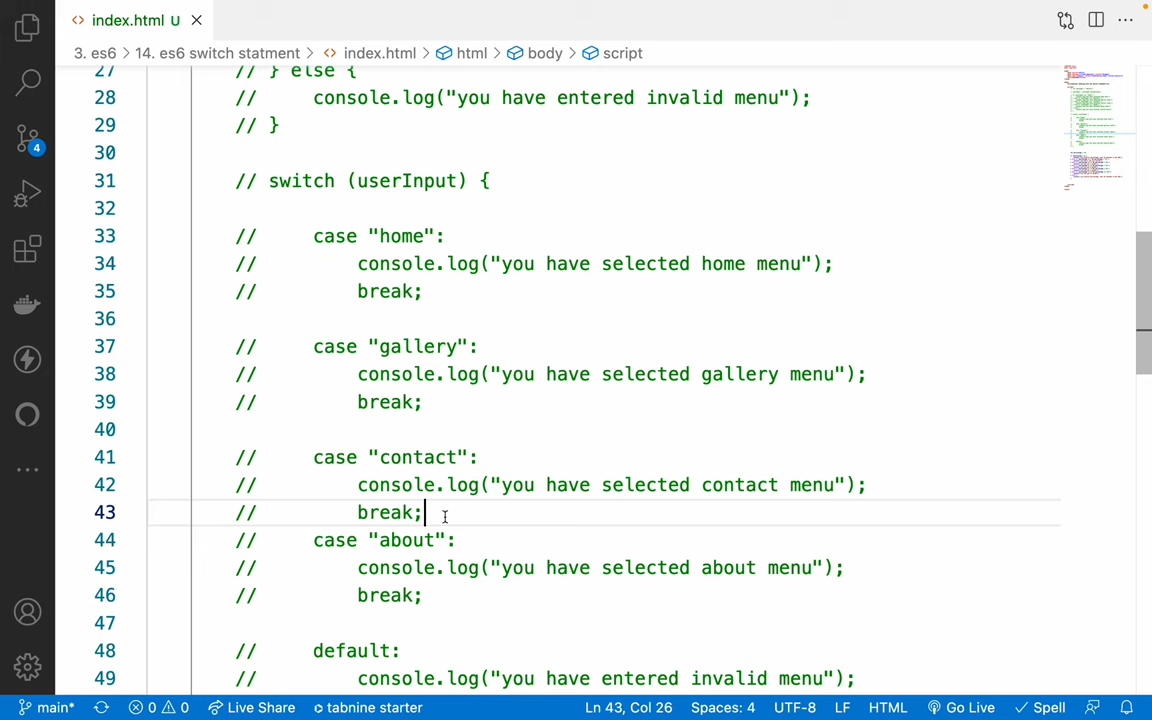 index.html U
3. es6 > 14. es6 switch statment > index.html > html > body > script
27 // } else {
28 //     console.log("you have entered invalid menu");
29 // }
30
31 // switch (userInput) {
32
33 //     case "home":
34 //         console.log("you have selected home menu");
35 //         break;
36
37 //     case "gallery":
38 //         console.log("you have selected gallery menu");
39 //         break;
40
41 //     case "contact":
42 //         console.log("you have selected contact menu");
43 //         break;
44 //     case "about":
45 //         console.log("you have selected about menu");
46 //         break;
47
48 //     default:
49 //         console.log("you have entered invalid menu");
4
main* 0 0 Live Share tabnine starter Ln 43, Col 26 Spaces: 4 UTF-8 LF HTML Go Live Spell